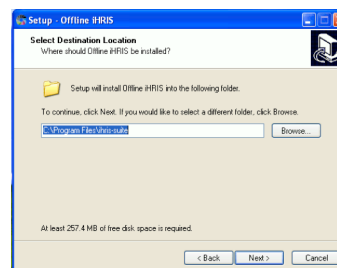 Setup - Offline iHRIS
Select Destination Location
Where should Offline iHRIS be installed?
Setup will install Offline iHRIS into the following folder.
To continue, click Next. If you would like to select a different folder, click Browse.
C:\Program Files\ihris-suite
Browse...
At least 257.4 MB of free disk space is required.
< Back
Next >
Cancel